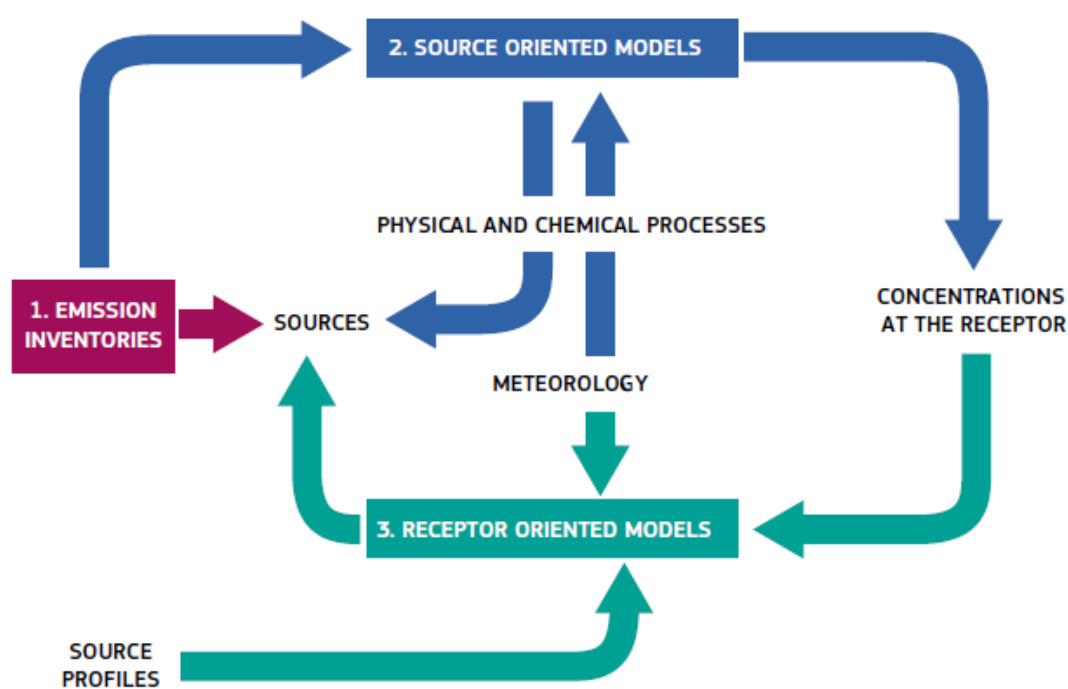 2. SOURCE ORIENTED MODELS
PHYSICAL AND CHEMICAL PROCESSES
1. EMISSION
INVENTORIES
SOURCES
CONCENTRATIONS
AT THE RECEPTOR
METEOROLOGY
3. RECEPTOR ORIENTED MODELS
SOURCE
PROFILES